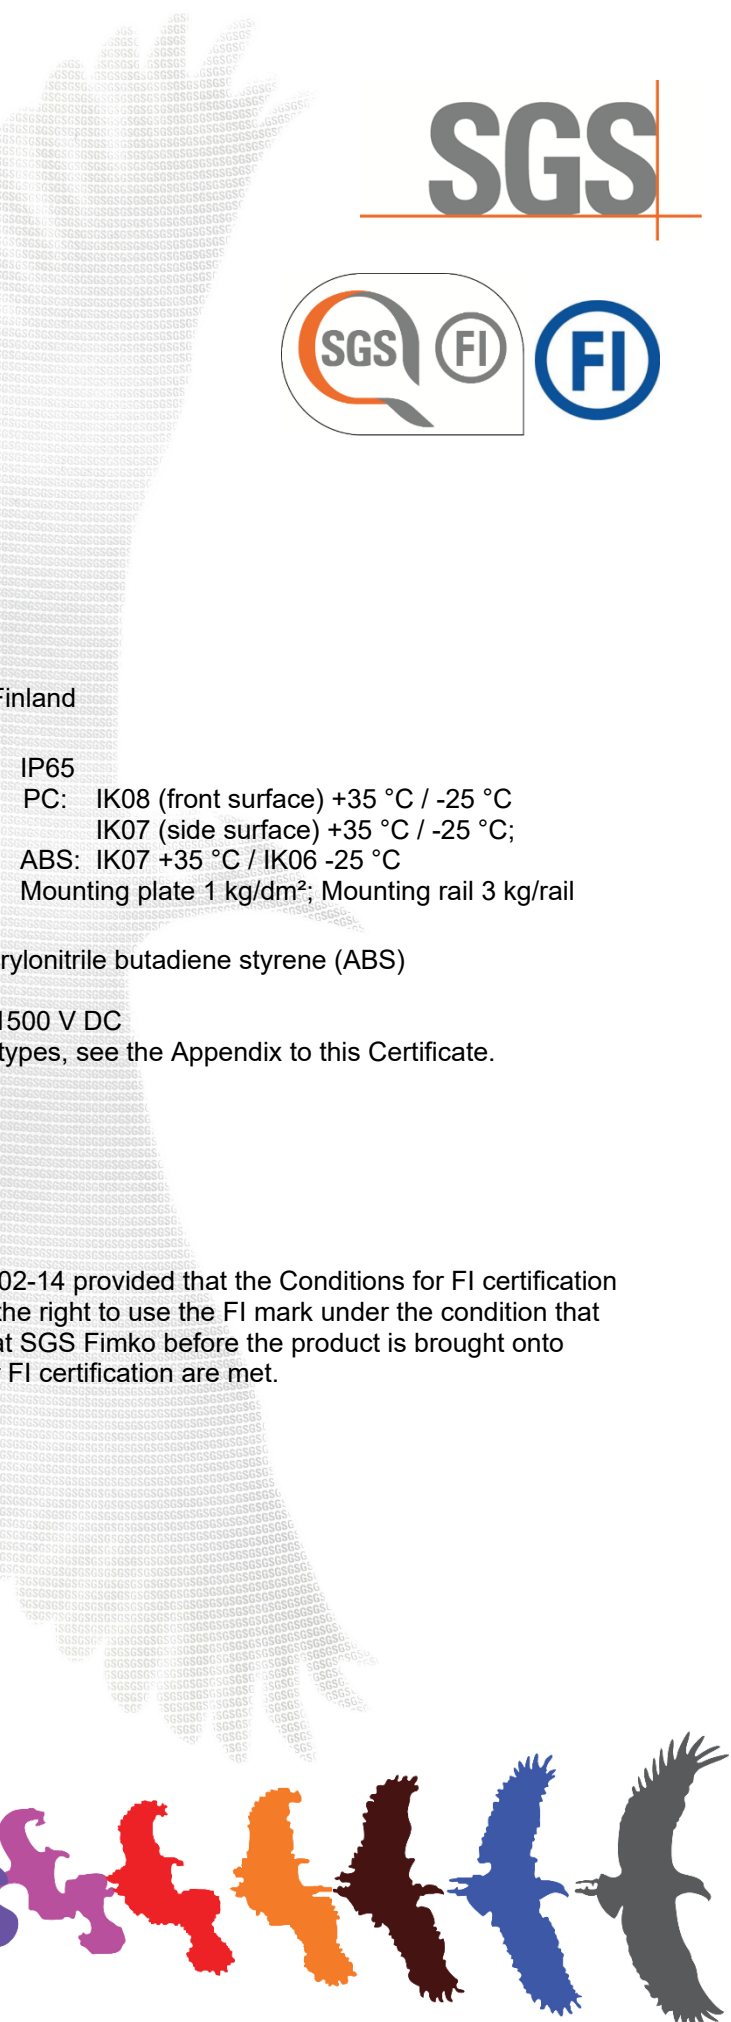 SGS
SGS FI FI
Finland
IP65
PC: IK08 (front surface) +35 °C / -25 °C
IK07 (side surface) +35 °C / -25 °C;
ABS: IK07 +35 °C / IK06 -25 °C
Mounting plate 1 kg/dm²; Mounting rail 3 kg/rail
rylonitrile butadiene styrene (ABS)
1500 V DC
types, see the Appendix to this Certificate.
02-14 provided that the Conditions for FI certification
the right to use the FI mark under the condition that
at SGS Fimko before the product is brought onto
FI certification are met.